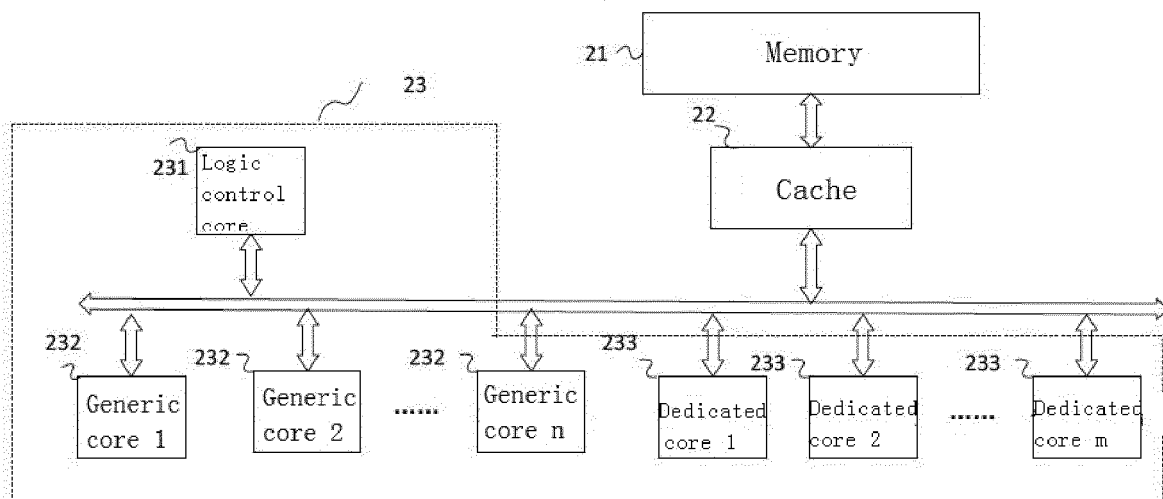 21
Memory
23
22
231
Logic
control
core
Cache
232
232
232
233
233
233
Generic
core 1
Generic
core 2
......
Generic
core n
Dedicated
core 1
Dedicated
core 2
......
Dedicated
core m